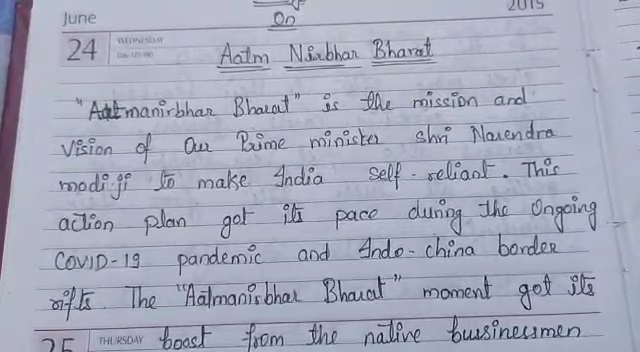 On
June 2015
24 WEDNESDAY
Aatm Nirbhar Bharat
"Aatmanirbhar Bharat" is the mission and
vision of our Prime minister shri Narendra
modi ji to make India self-reliant. This
action plan got its pace during the Ongoing
COVID-19 pandemic and Indo-china border
rifts. The "Aatmanirbhar Bharat" moment got its
25 THURSDAY boost from the native bussinessmen